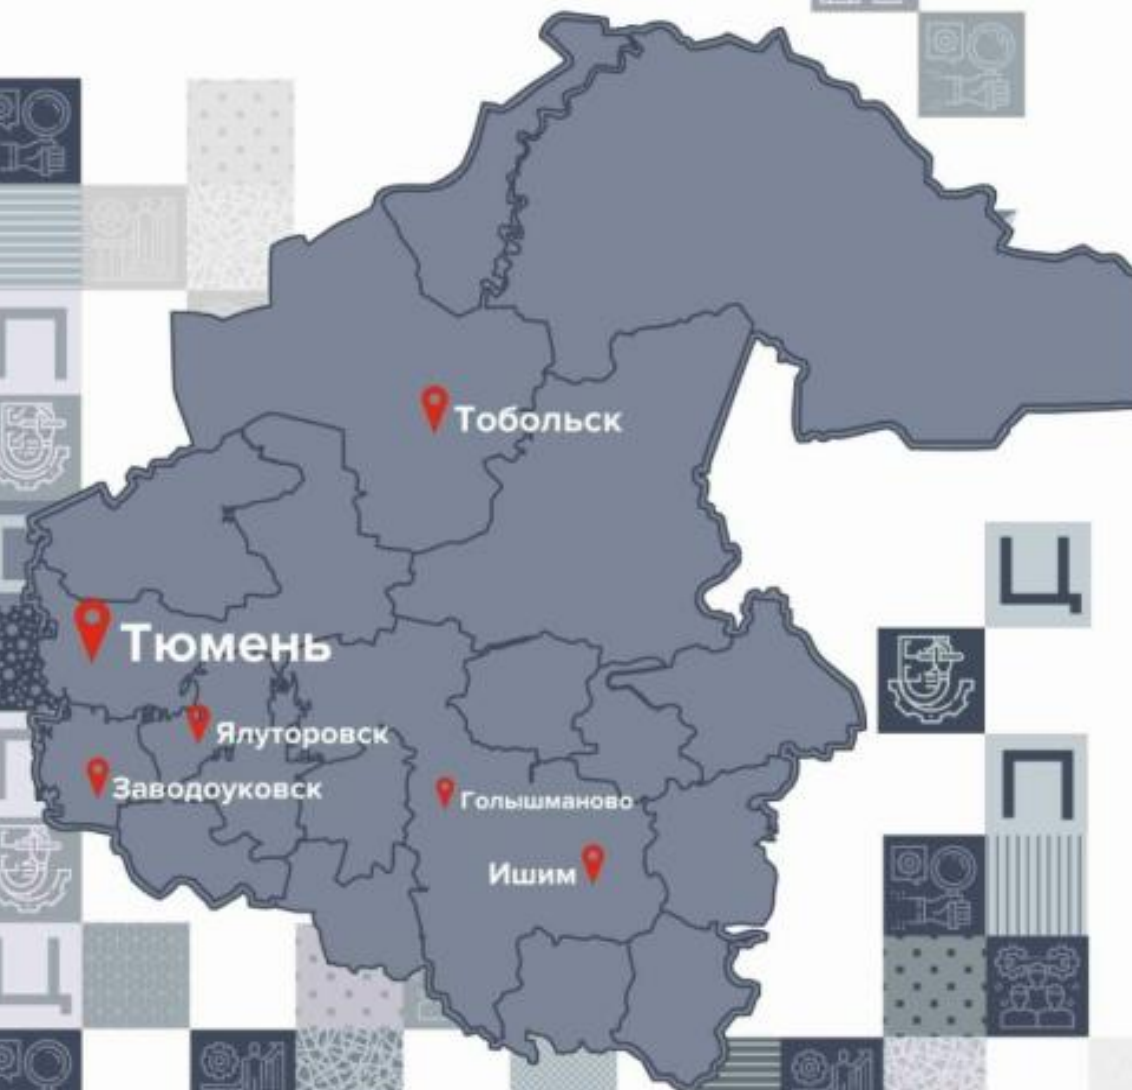 П
Тобольск
Ц
Тюмень
Ялуторовск
П
Заводоуковск
Голышманово
Ишим
Ц